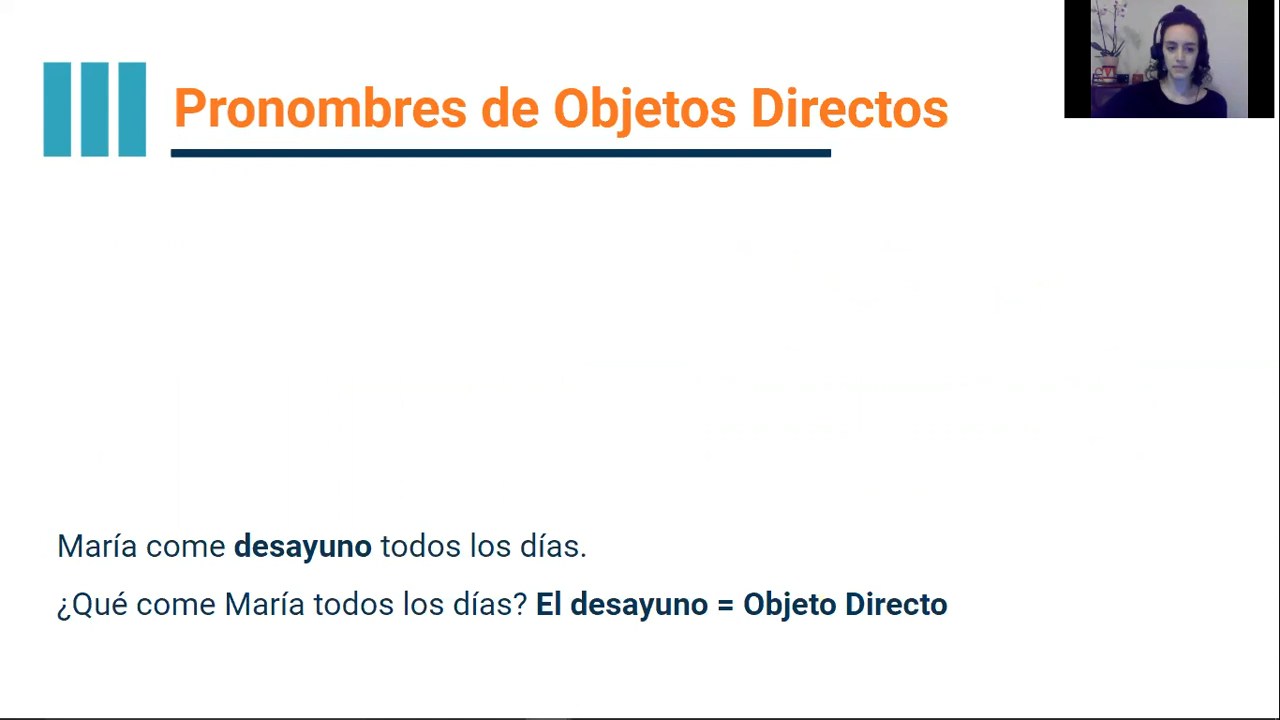 Pronombres de Objetos Directos
María come desayuno todos los días.
¿Qué come María todos los días? El desayuno = Objeto Directo